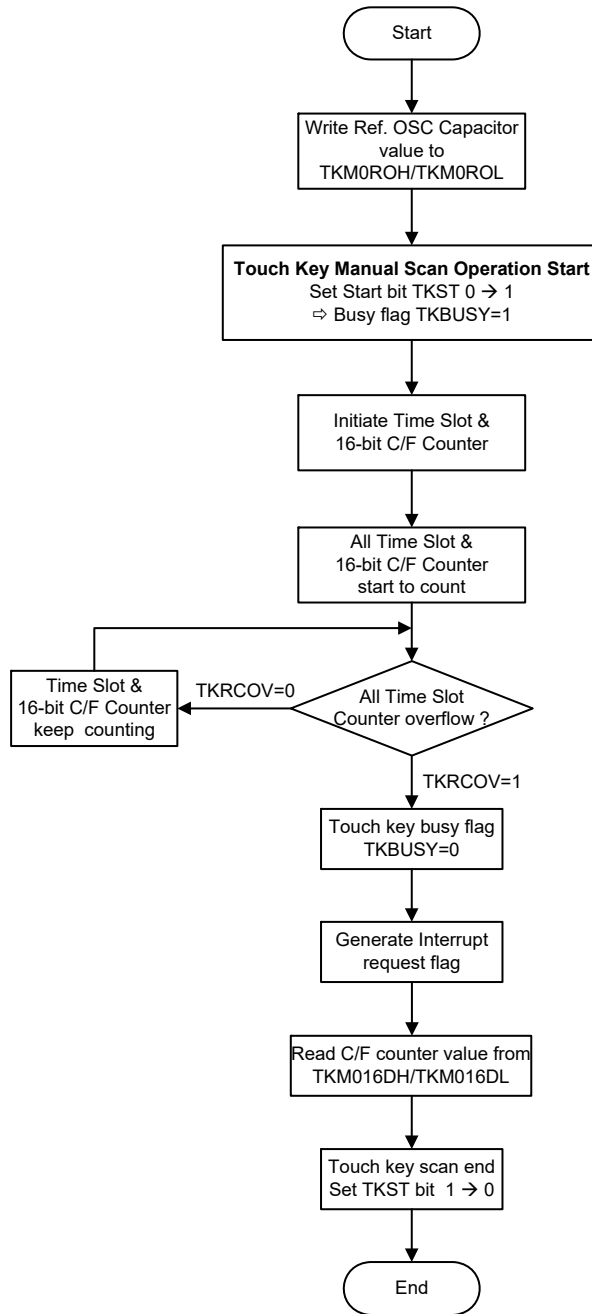 Start
Write Ref. OSC Capacitor
value to
TKM0ROH/TKM0ROL
Touch Key Manual Scan Operation Start
Set Start bit TKST 0 → 1
⇨ Busy flag TKBUSY=1
Initiate Time Slot &
16-bit C/F Counter
All Time Slot &
16-bit C/F Counter
start to count
Time Slot &
16-bit C/F Counter
keep counting
TKRCOV=0
All Time Slot
Counter overflow ?
TKRCOV=1
Touch key busy flag
TKBUSY=0
Generate Interrupt
request flag
Read C/F counter value from
TKM016DH/TKM016DL
Touch key scan end
Set TKST bit 1 → 0
End